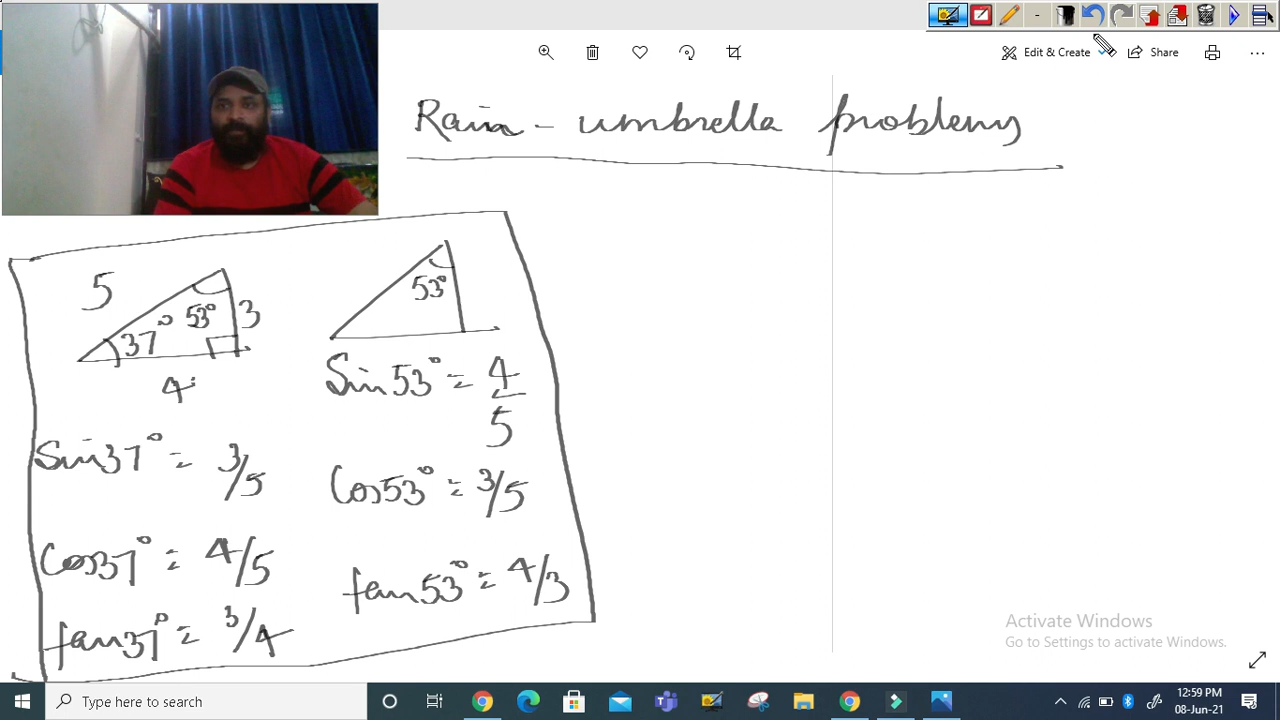 Edit & Create
Share
Rain - umbrella problems
5
37°
53°
3
4
53°
Sin 53° = 4/5
Sin 37° = 3/5
Cos 53° = 3/5
Cos 37° = 4/5
tan 53° = 4/3
tan 37° = 3/4
Activate Windows
Go to Settings to activate Windows.
Type here to search
12:59 PM
08-Jun-21